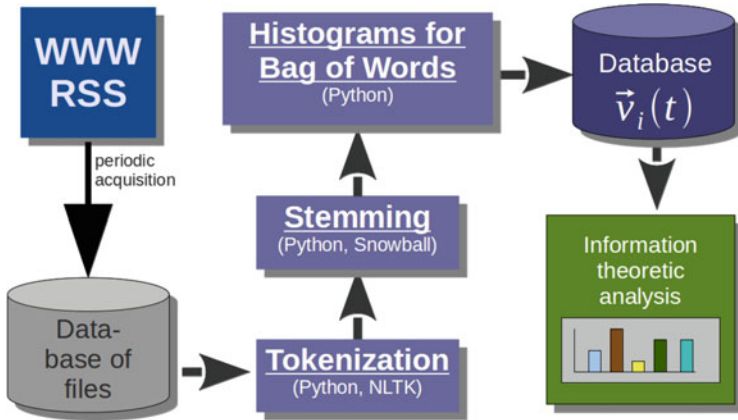 WWW
RSS
periodic
acquisition
Data-
base of
files
Tokenization
(Python, NLTK)
Stemming
(Python, Snowball)
Histograms for
Bag of Words
(Python)
Database
v⃗ᵢ(t)
Information
theoretic
analysis